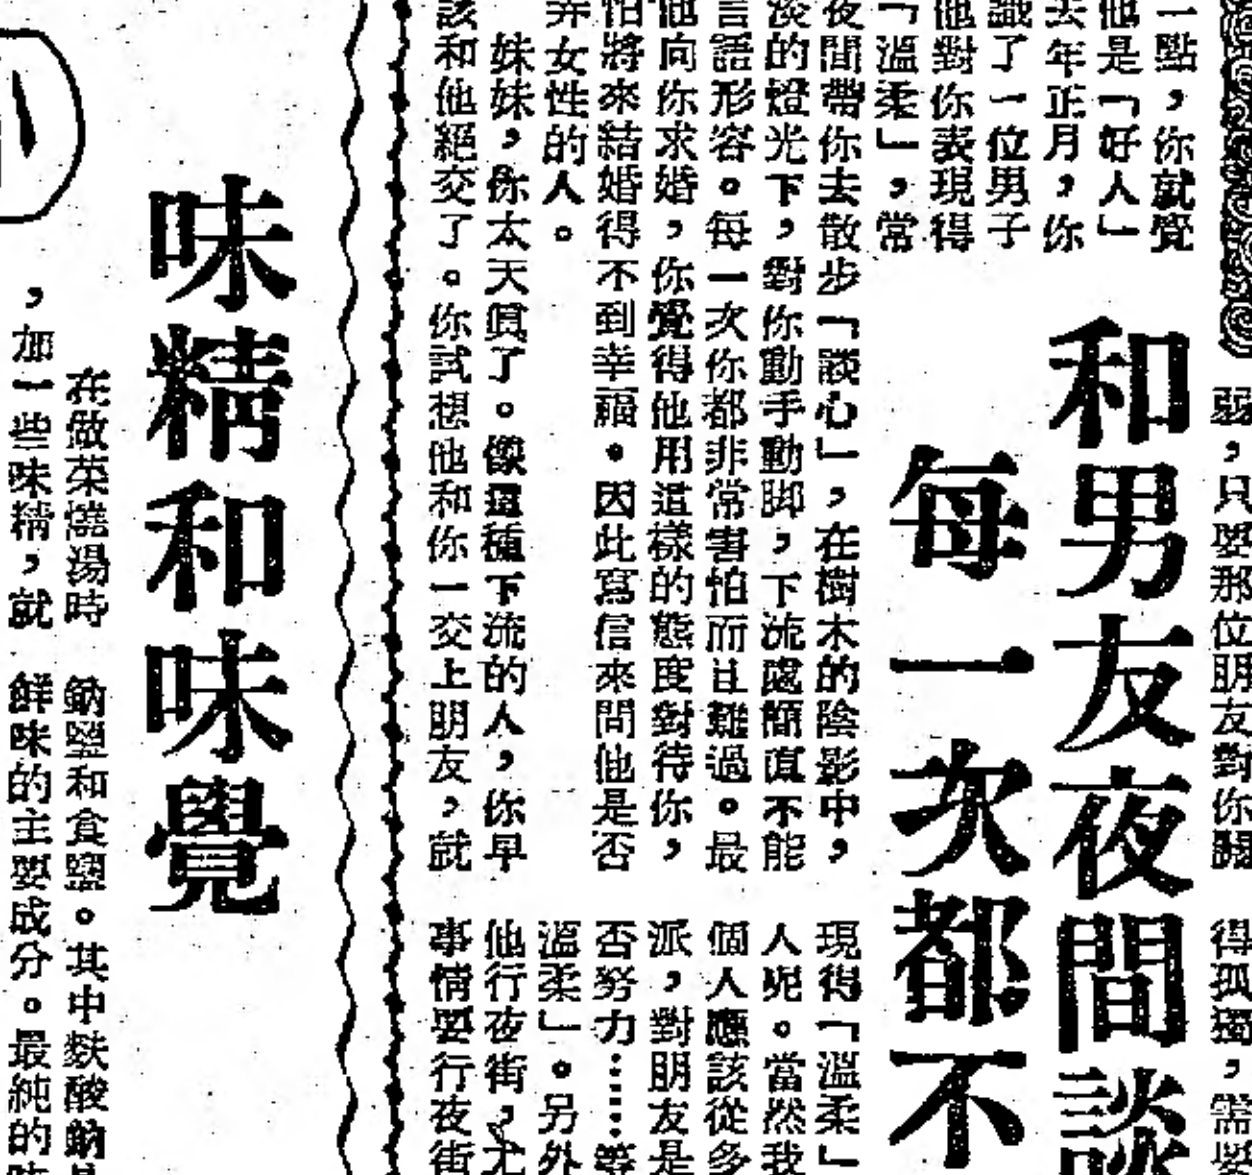 弱，只要那位朋友對你關
得孤獨，需
和男友夜間談
每一次都不
一點，你就覺
他是「好人」
去年正月，你
識了一位男子
他對你表現得
「溫柔」，常
夜間帶你去散步「談心」，在樹木的陰影中，
淡的燈光下，對你動手動脚，下流處簡直不能
言語形容。每一次你都非常害怕而且難過。最
他向你求婚，你覺得他用這樣的態度對待你，
怕將來結婚得不到幸福。因此寫信來問他是否
弄女性的人。
妹妹，你太天真了。像這種下流的人，你早
該和他絕交了。你試想他和你一交上朋友，就
現得「溫柔」
人呢。當然我
個人應該從多
派，對朋友是
否努力……等
溫柔」。另外
他行夜街，尤
事情要行夜街
味精和味覺
在做菜燒湯時
，加一些味精，就
鈉鹽和食鹽。其中麩酸鈉是
鮮味的主要成分。最純的味